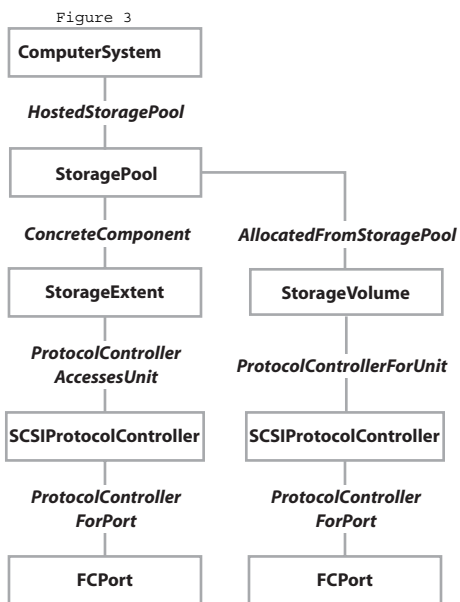 Figure 3
ComputerSystem
HostedStoragePool
StoragePool
ConcreteComponent
AllocatedFromStoragePool
StorageExtent
StorageVolume
ProtocolController
AccessesUnit
ProtocolControllerForUnit
SCSIProtocolController
SCSIProtocolController
ProtocolController
ForPort
ProtocolController
ForPort
FCPort
FCPort